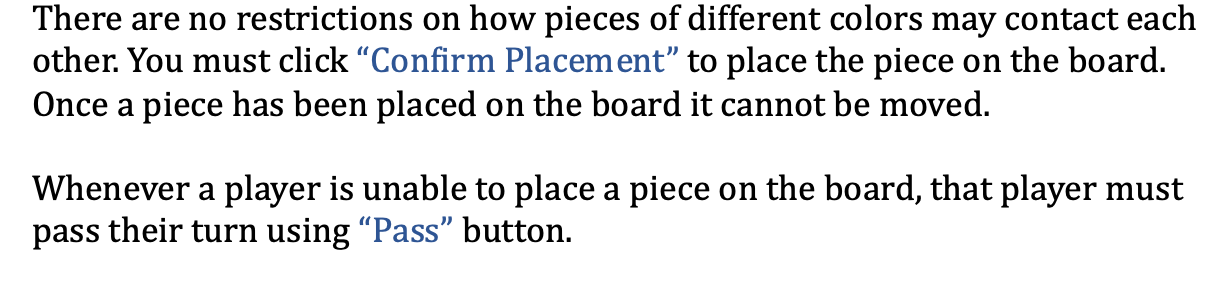 There are no restrictions on how pieces of different colors may contact each
other. You must click “Confirm Placement” to place the piece on the board.
Once a piece has been placed on the board it cannot be moved.
Whenever a player is unable to place a piece on the board, that player must
pass their turn using “Pass” button.